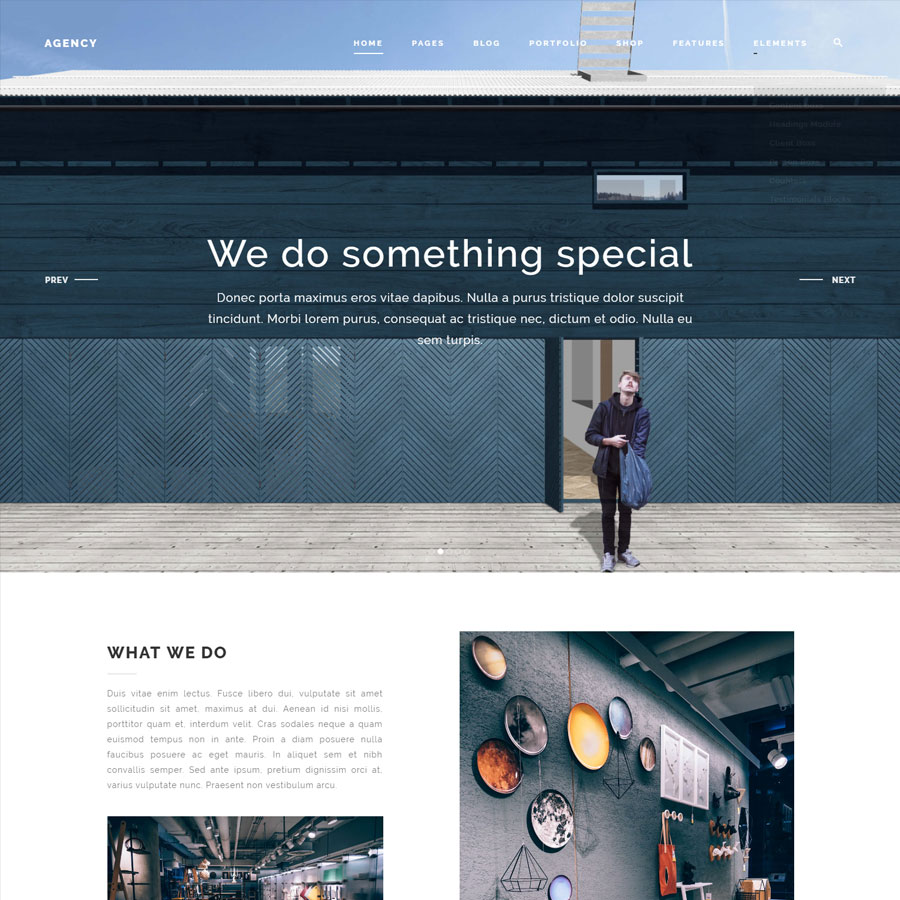 AGENCY
HOME PAGES BLOG PORTFOLIO SHOP FEATURES ELEMENTS
Headings Module
Client Boxs
Testimonials Blocks
We do something special
PREV
NEXT
Donec porta maximus eros vitae dapibus. Nulla a purus tristique dolor suscipit
tincidunt. Morbi lorem purus, consequat ac tristique nec, dictum et odio. Nulla eu
sem turpis.
WHAT WE DO
Duis vitae enim lectus. Fusce libero dui, vulputate sit amet
sollicitudin sit amet, maximus at dui. Aenean id nisi mollis,
porttitor quam et, interdum velit. Cras sodales neque a quam
euismod tempus non in ante. Proin a diam posuere nulla
faucibus posuere ac eget mauris. In aliquet sem et nibh
convallis semper. Sed ante ipsum, pretium dignissim orci at,
varius vulputate nunc. Praesent non vestibulum arcu.